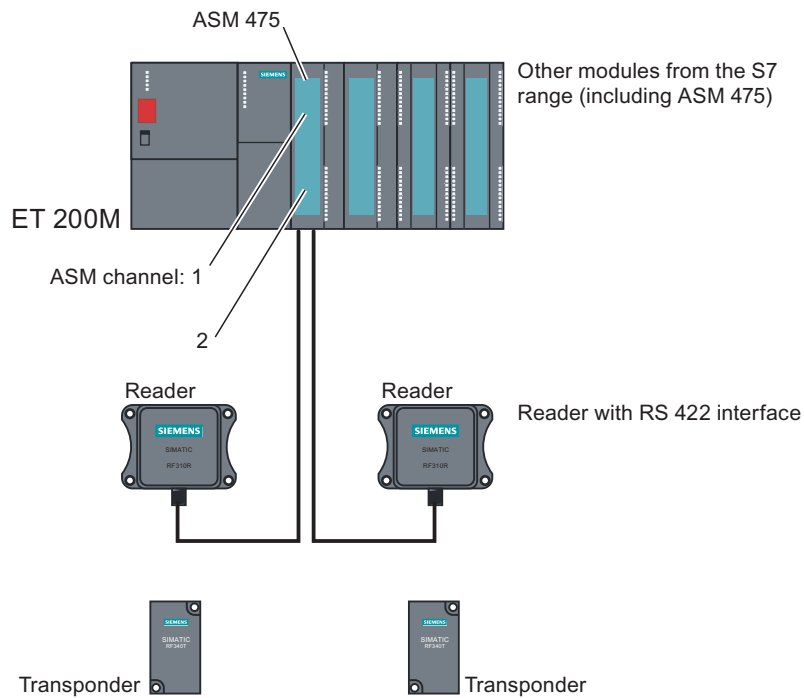 ASM 475
SIEMENS
Other modules from the S7
range (including ASM 475)
ET 200M
ASM channel: 1
2
Reader
Reader
Reader with RS 422 interface
SIEMENS
SIMATIC
RF310R
SIEMENS
SIMATIC
RF310R
SIEMENS
SIMATIC
RF340T
SIEMENS
SIMATIC
RF340T
Transponder
Transponder